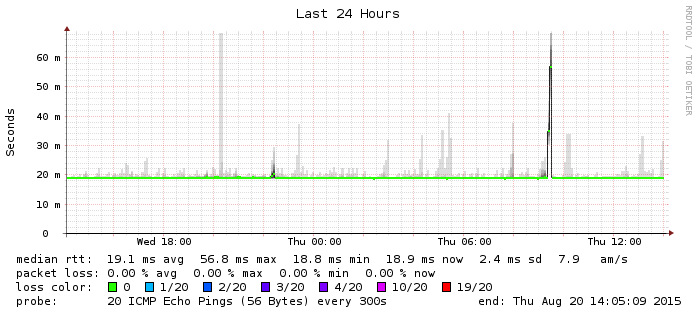 Last 24 Hours
RRDTOOL / TOBI OETIKER
Seconds
60 m
50 m
40 m
30 m
20 m
10 m
0
Wed 18:00 Thu 00:00 Thu 06:00 Thu 12:00
median rtt: 19.1 ms avg 56.8 ms max 18.8 ms min 18.9 ms now 2.4 ms sd 7.9 am/s
packet loss: 0.00 % avg 0.00 % max 0.00 % min 0.00 % now
loss color: 0 1/20 2/20 3/20 4/20 10/20 19/20
probe: 20 ICMP Echo Pings (56 Bytes) every 300s end: Thu Aug 20 14:05:09 2015